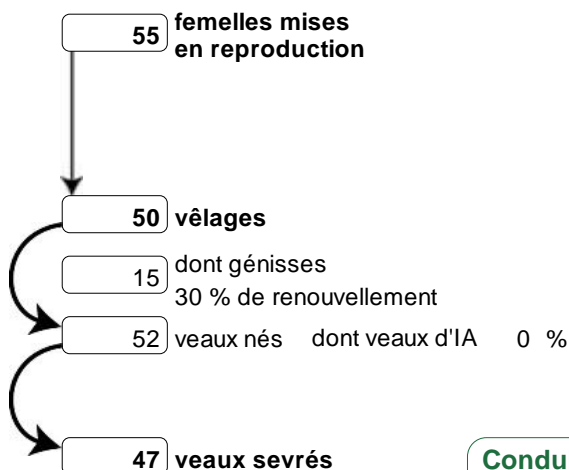 55 femelles mises
en reproduction
50 vêlages
15 dont génisses
30 % de renouvellement
52 veaux nés dont veaux d'IA 0 %
47 veaux sevrés